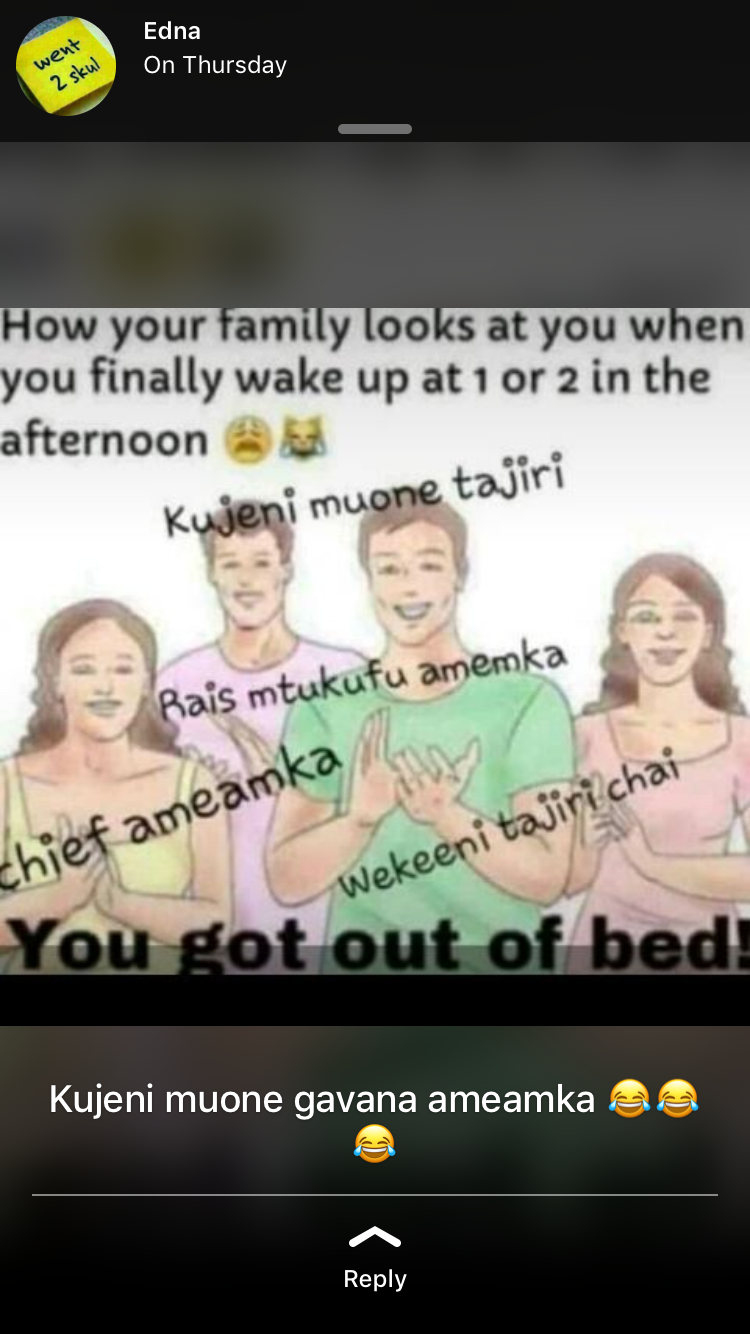 Edna
On Thursday
went
2 skul
How your family looks at you when
you finally wake up at 1 or 2 in the
afternoon 😩😹
Kujeni muone tajiri
Rais mtukufu amemka
chief ameamka
Wekeeni tajiri chai
You got out of bed!
Kujeni muone gavana ameamka 😂😂
😂
Reply